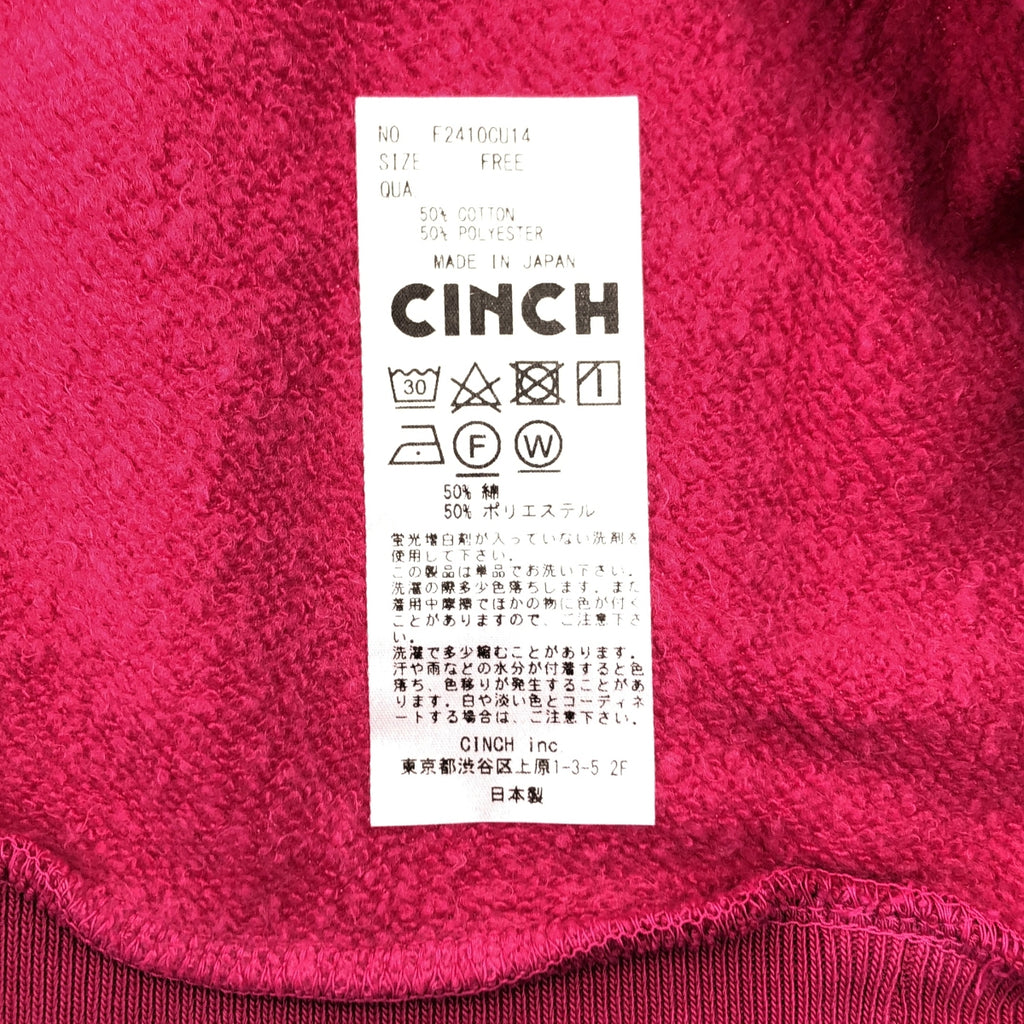 NO F2410CU14
SIZE FREE
QUA
50% COTTON
50% POLYESTER
MADE IN JAPAN
CINCH
30
F W
50% 綿
50% ポリエステル
蛍光増白剤が入っていない洗剤を
使用して下さい。
この製品は単品でお洗い下さい。
洗濯の際多少色落ちします。また
着用中摩擦でほかの物に色が付く
ことがありますので、ご注意下さ
い。
洗濯で多少縮むことがあります。
汗や雨などの水分が付着すると色
落ち、色移りが発生することがあ
ります。白や淡い色とコーディネ
ートする場合は、ご注意下さい。
CINCH inc.
東京都渋谷区上原1-3-5 2F
日本製